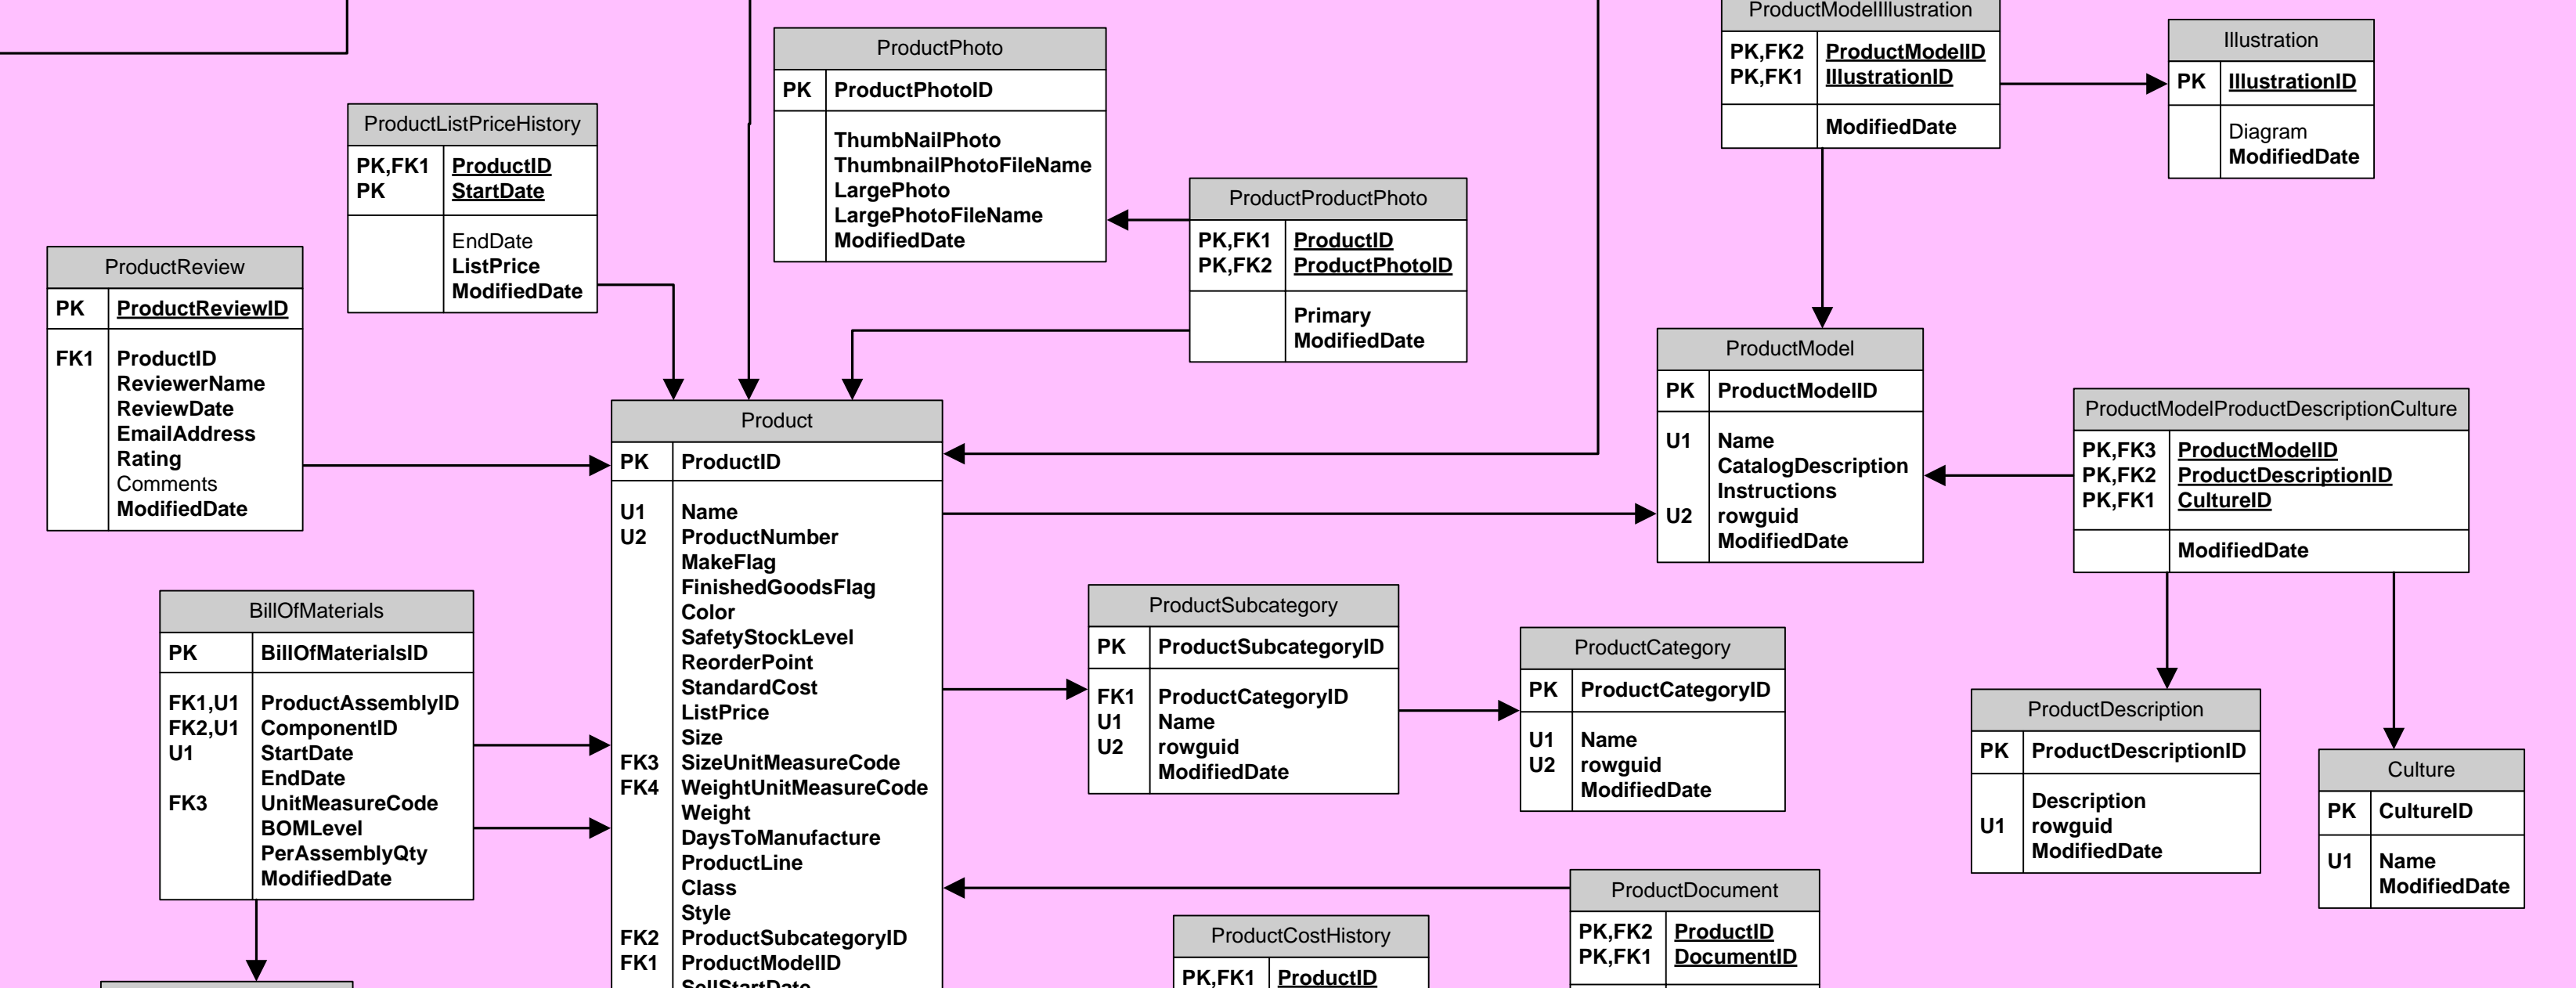 ProductModelIllustration
PK,FK2 ProductModelID
PK,FK1 IllustrationID
ModifiedDate
Illustration
PK IllustrationID
Diagram
ModifiedDate
ProductPhoto
PK ProductPhotoID
ThumbNailPhoto
ThumbnailPhotoFileName
LargePhoto
LargePhotoFileName
ModifiedDate
ProductListPriceHistory
PK,FK1 ProductID
PK StartDate
EndDate
ListPrice
ModifiedDate
ProductProductPhoto
PK,FK1 ProductID
PK,FK2 ProductPhotoID
Primary
ModifiedDate
ProductReview
PK ProductReviewID
FK1 ProductID
ReviewerName
ReviewDate
EmailAddress
Rating
Comments
ModifiedDate
ProductModel
PK ProductModelID
U1 Name
CatalogDescription
Instructions
U2 rowguid
ModifiedDate
ProductModelProductDescriptionCulture
PK,FK3 ProductModelID
PK,FK2 ProductDescriptionID
PK,FK1 CultureID
ModifiedDate
Product
PK ProductID
U1 Name
U2 ProductNumber
MakeFlag
FinishedGoodsFlag
Color
SafetyStockLevel
ReorderPoint
StandardCost
ListPrice
Size
FK3 SizeUnitMeasureCode
FK4 WeightUnitMeasureCode
Weight
DaysToManufacture
ProductLine
Class
Style
FK2 ProductSubcategoryID
FK1 ProductModelID
SellStartDate
BillOfMaterials
PK BillOfMaterialsID
FK1,U1 ProductAssemblyID
FK2,U1 ComponentID
U1 StartDate
EndDate
FK3 UnitMeasureCode
BOMLevel
PerAssemblyQty
ModifiedDate
ProductSubcategory
PK ProductSubcategoryID
FK1 ProductCategoryID
U1 Name
U2 rowguid
ModifiedDate
ProductCategory
PK ProductCategoryID
U1 Name
U2 rowguid
ModifiedDate
ProductDescription
PK ProductDescriptionID
Description
U1 rowguid
ModifiedDate
Culture
PK CultureID
U1 Name
ModifiedDate
ProductDocument
PK,FK2 ProductID
PK,FK1 DocumentID
ProductCostHistory
PK,FK1 ProductID